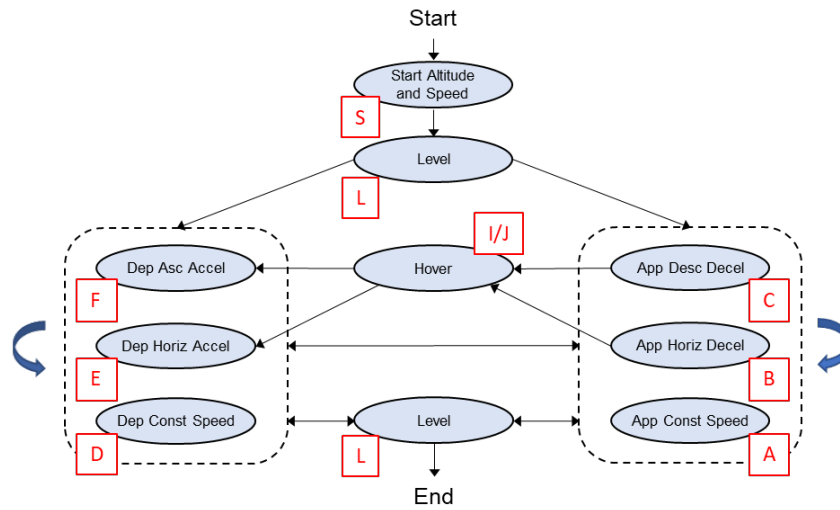 Start
Start Altitude
and Speed
S
Level
L
I/J
Dep Asc Accel
Hover
App Desc Decel
F
C
Dep Horiz Accel
App Horiz Decel
E
B
Dep Const Speed
Level
App Const Speed
D
L
A
End